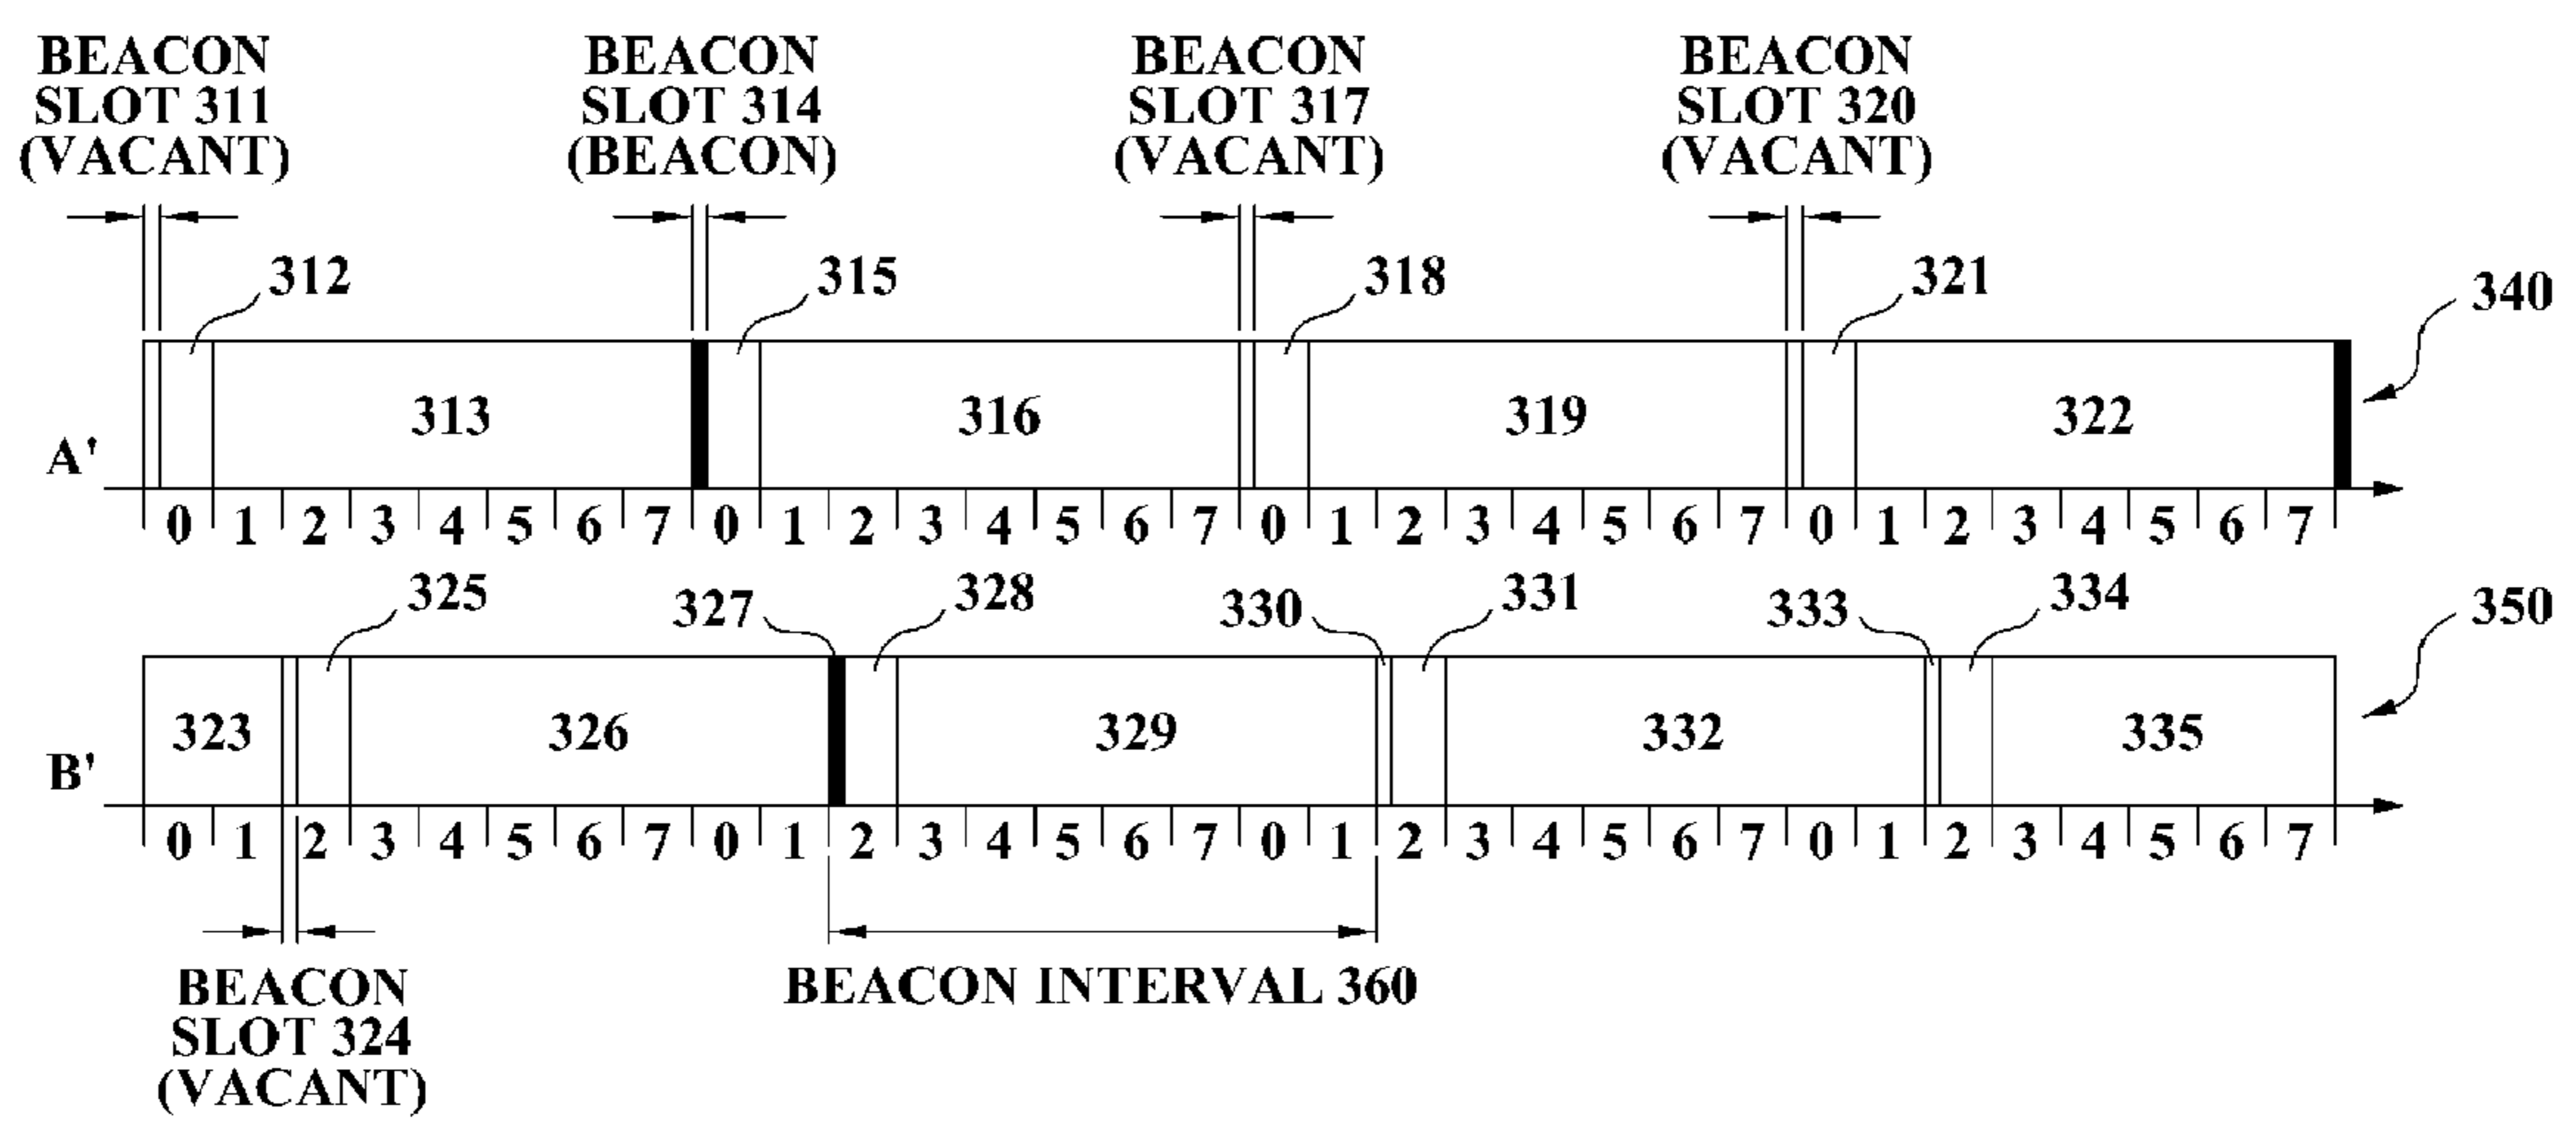 BEACON SLOT 311 (VACANT)
BEACON SLOT 314 (BEACON)
BEACON SLOT 317 (VACANT)
BEACON SLOT 320 (VACANT)
312
315
318
321
340
313
316
319
322
A'
0 1 2 3 4 5 6 7 0 1 2 3 4 5 6 7 0 1 2 3 4 5 6 7 0 1 2 3 4 5 6 7
325
327
328
330
331
333
334
350
323
326
329
332
335
B'
0 1 2 3 4 5 6 7 0 1 2 3 4 5 6 7 0 1 2 3 4 5 6 7 0 1 2 3 4 5 6 7
BEACON SLOT 324 (VACANT)
BEACON INTERVAL 360